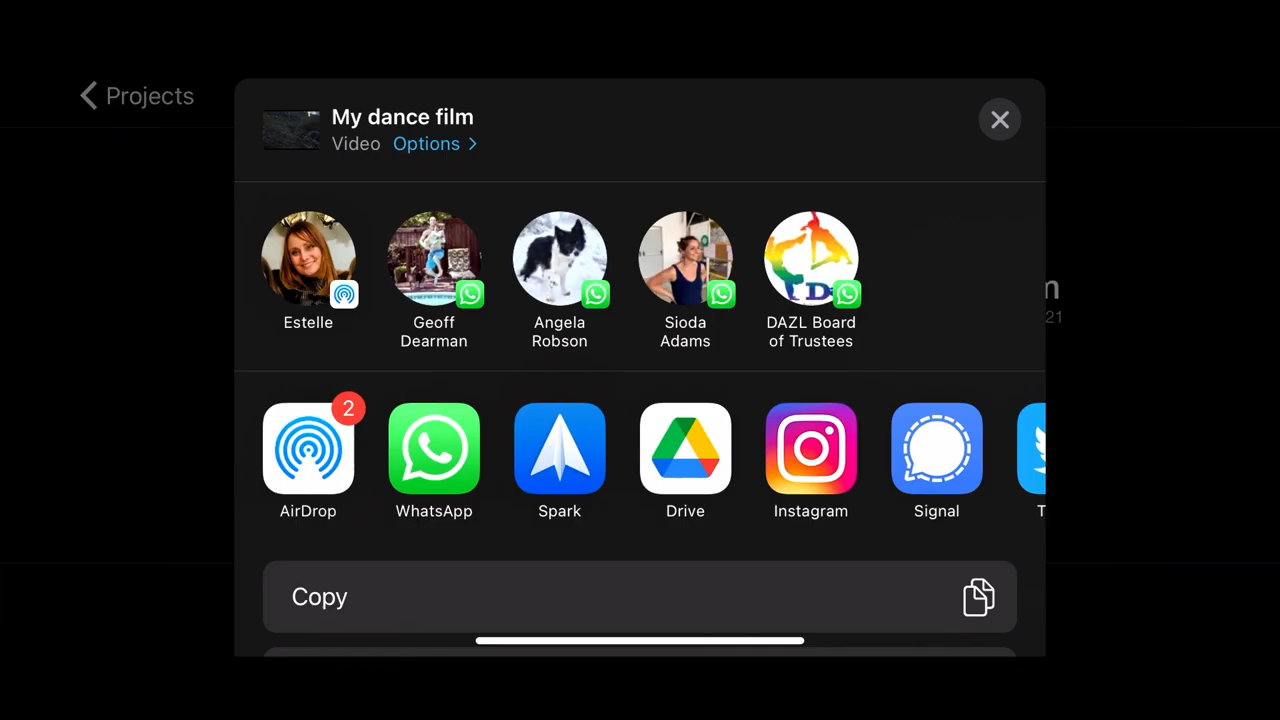 Projects
My dance film
Video Options
Estelle
Geoff
Dearman
Angela
Robson
Sioda
Adams
DAZL Board
of Trustees
21
2
AirDrop
WhatsApp
Spark
Drive
Instagram
Signal
Copy